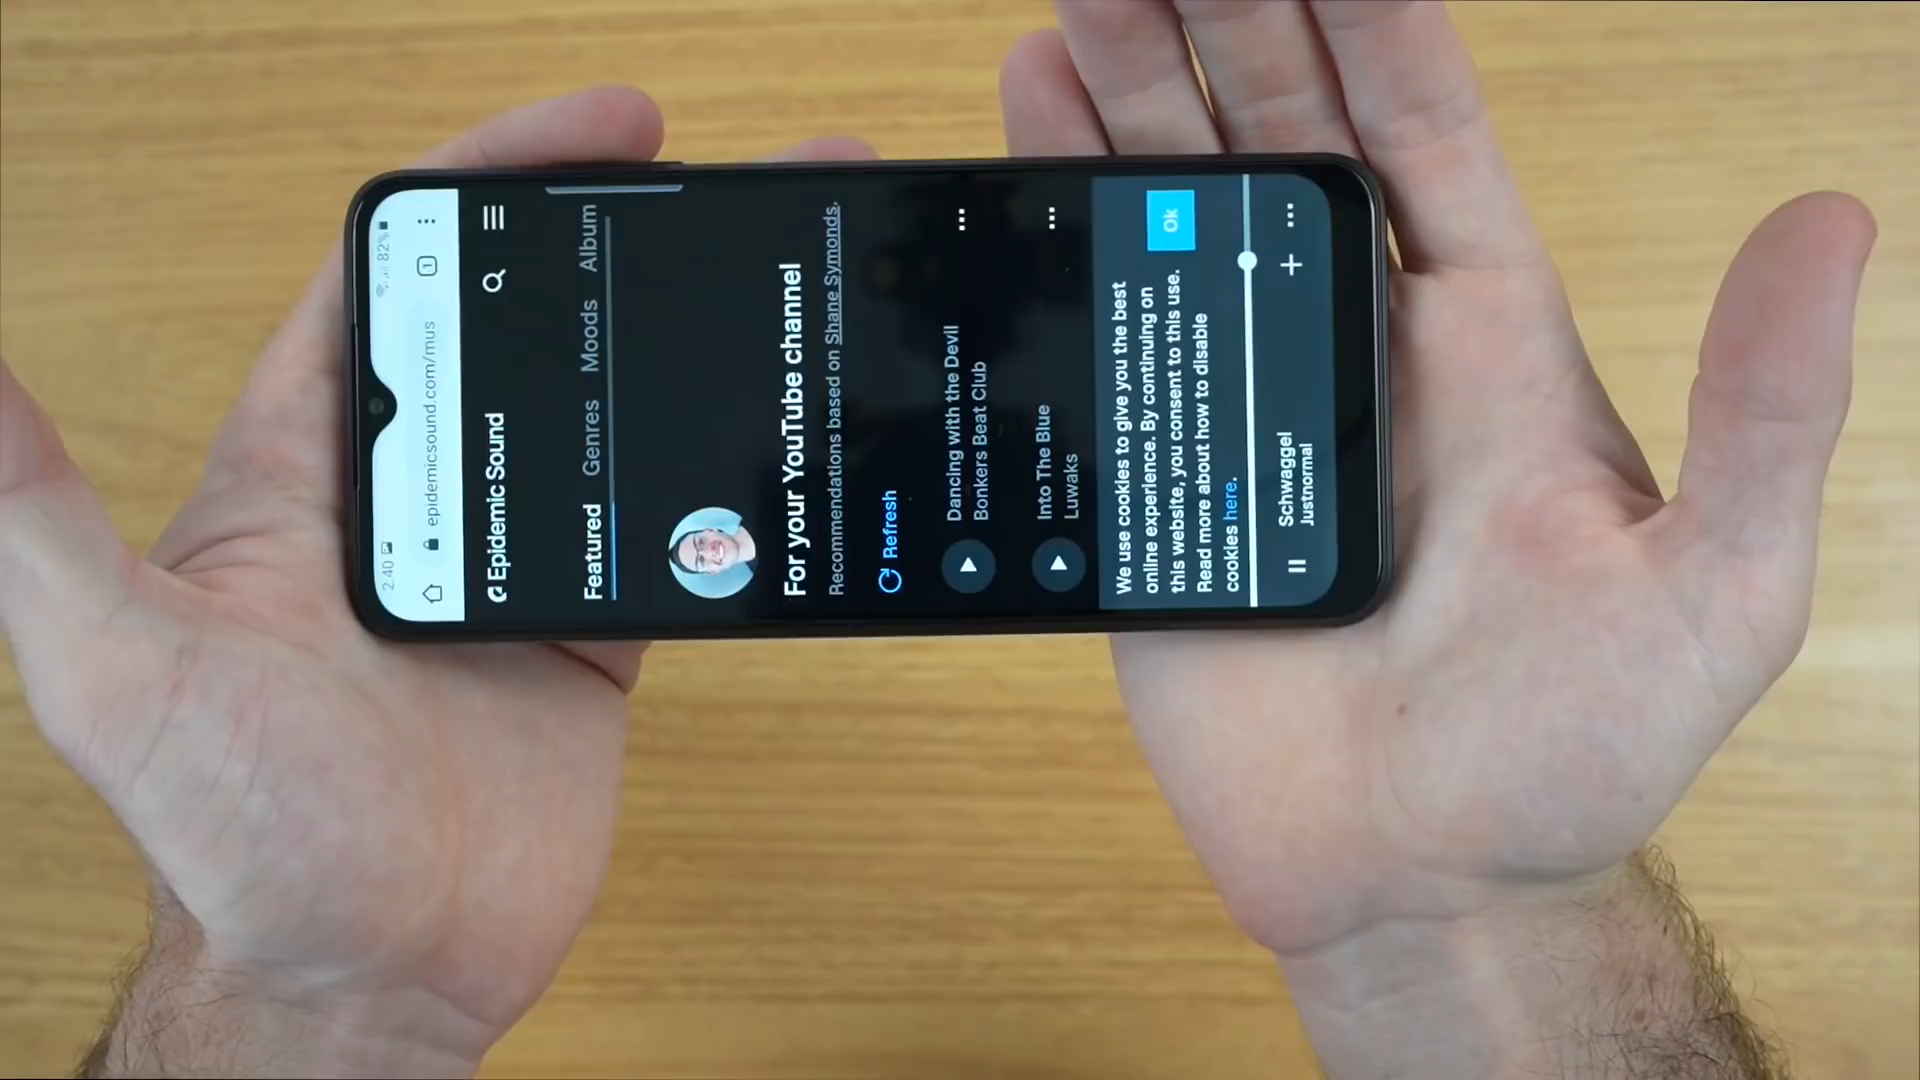 2.40
82%
epidemicsound.com/mus
1
Epidemic Sound
Featured Genres Moods Album
For your YouTube channel
Recommendations based on Shane Symonds.
Refresh
Dancing with the Devil
Bonkers Beat Club
Into The Blue
Luwaks
We use cookies to give you the best
online experience. By continuing on
this website, you consent to this use.
Read more about how to disable
cookies here.
Ok
Schwaggel
Justnormal